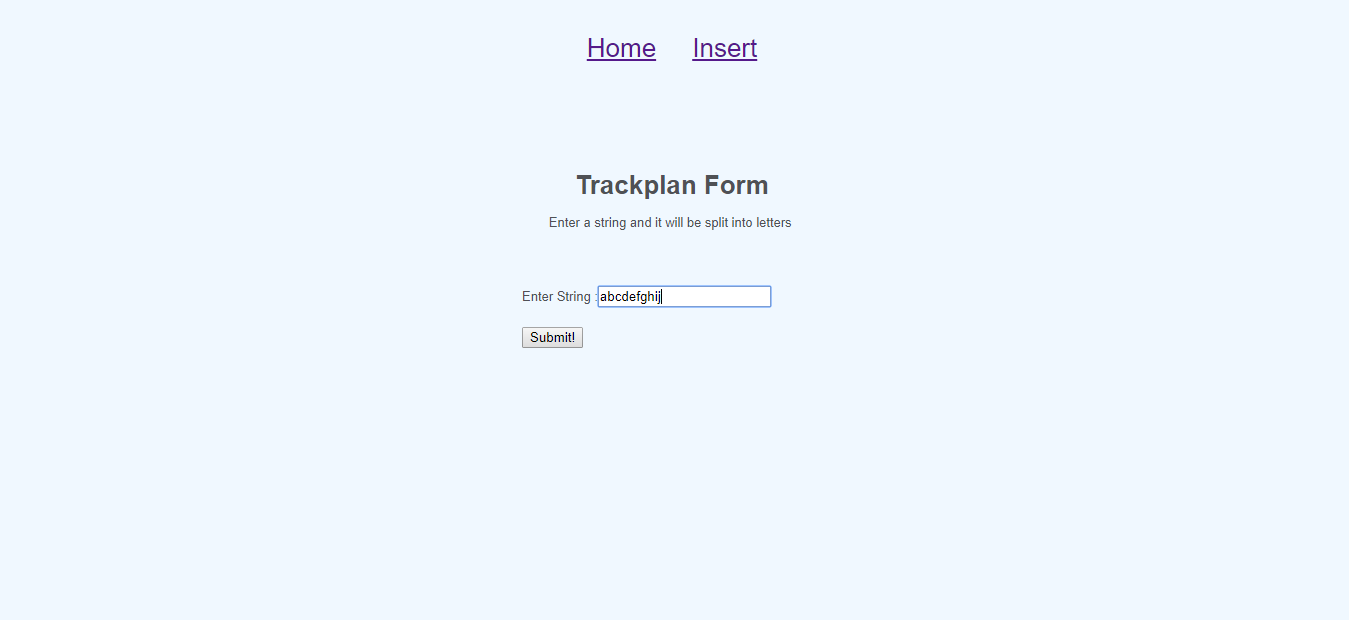 Home Insert
Trackplan Form
Enter a string and it will be split into letters
Enter String :abcdefghij
Submit!